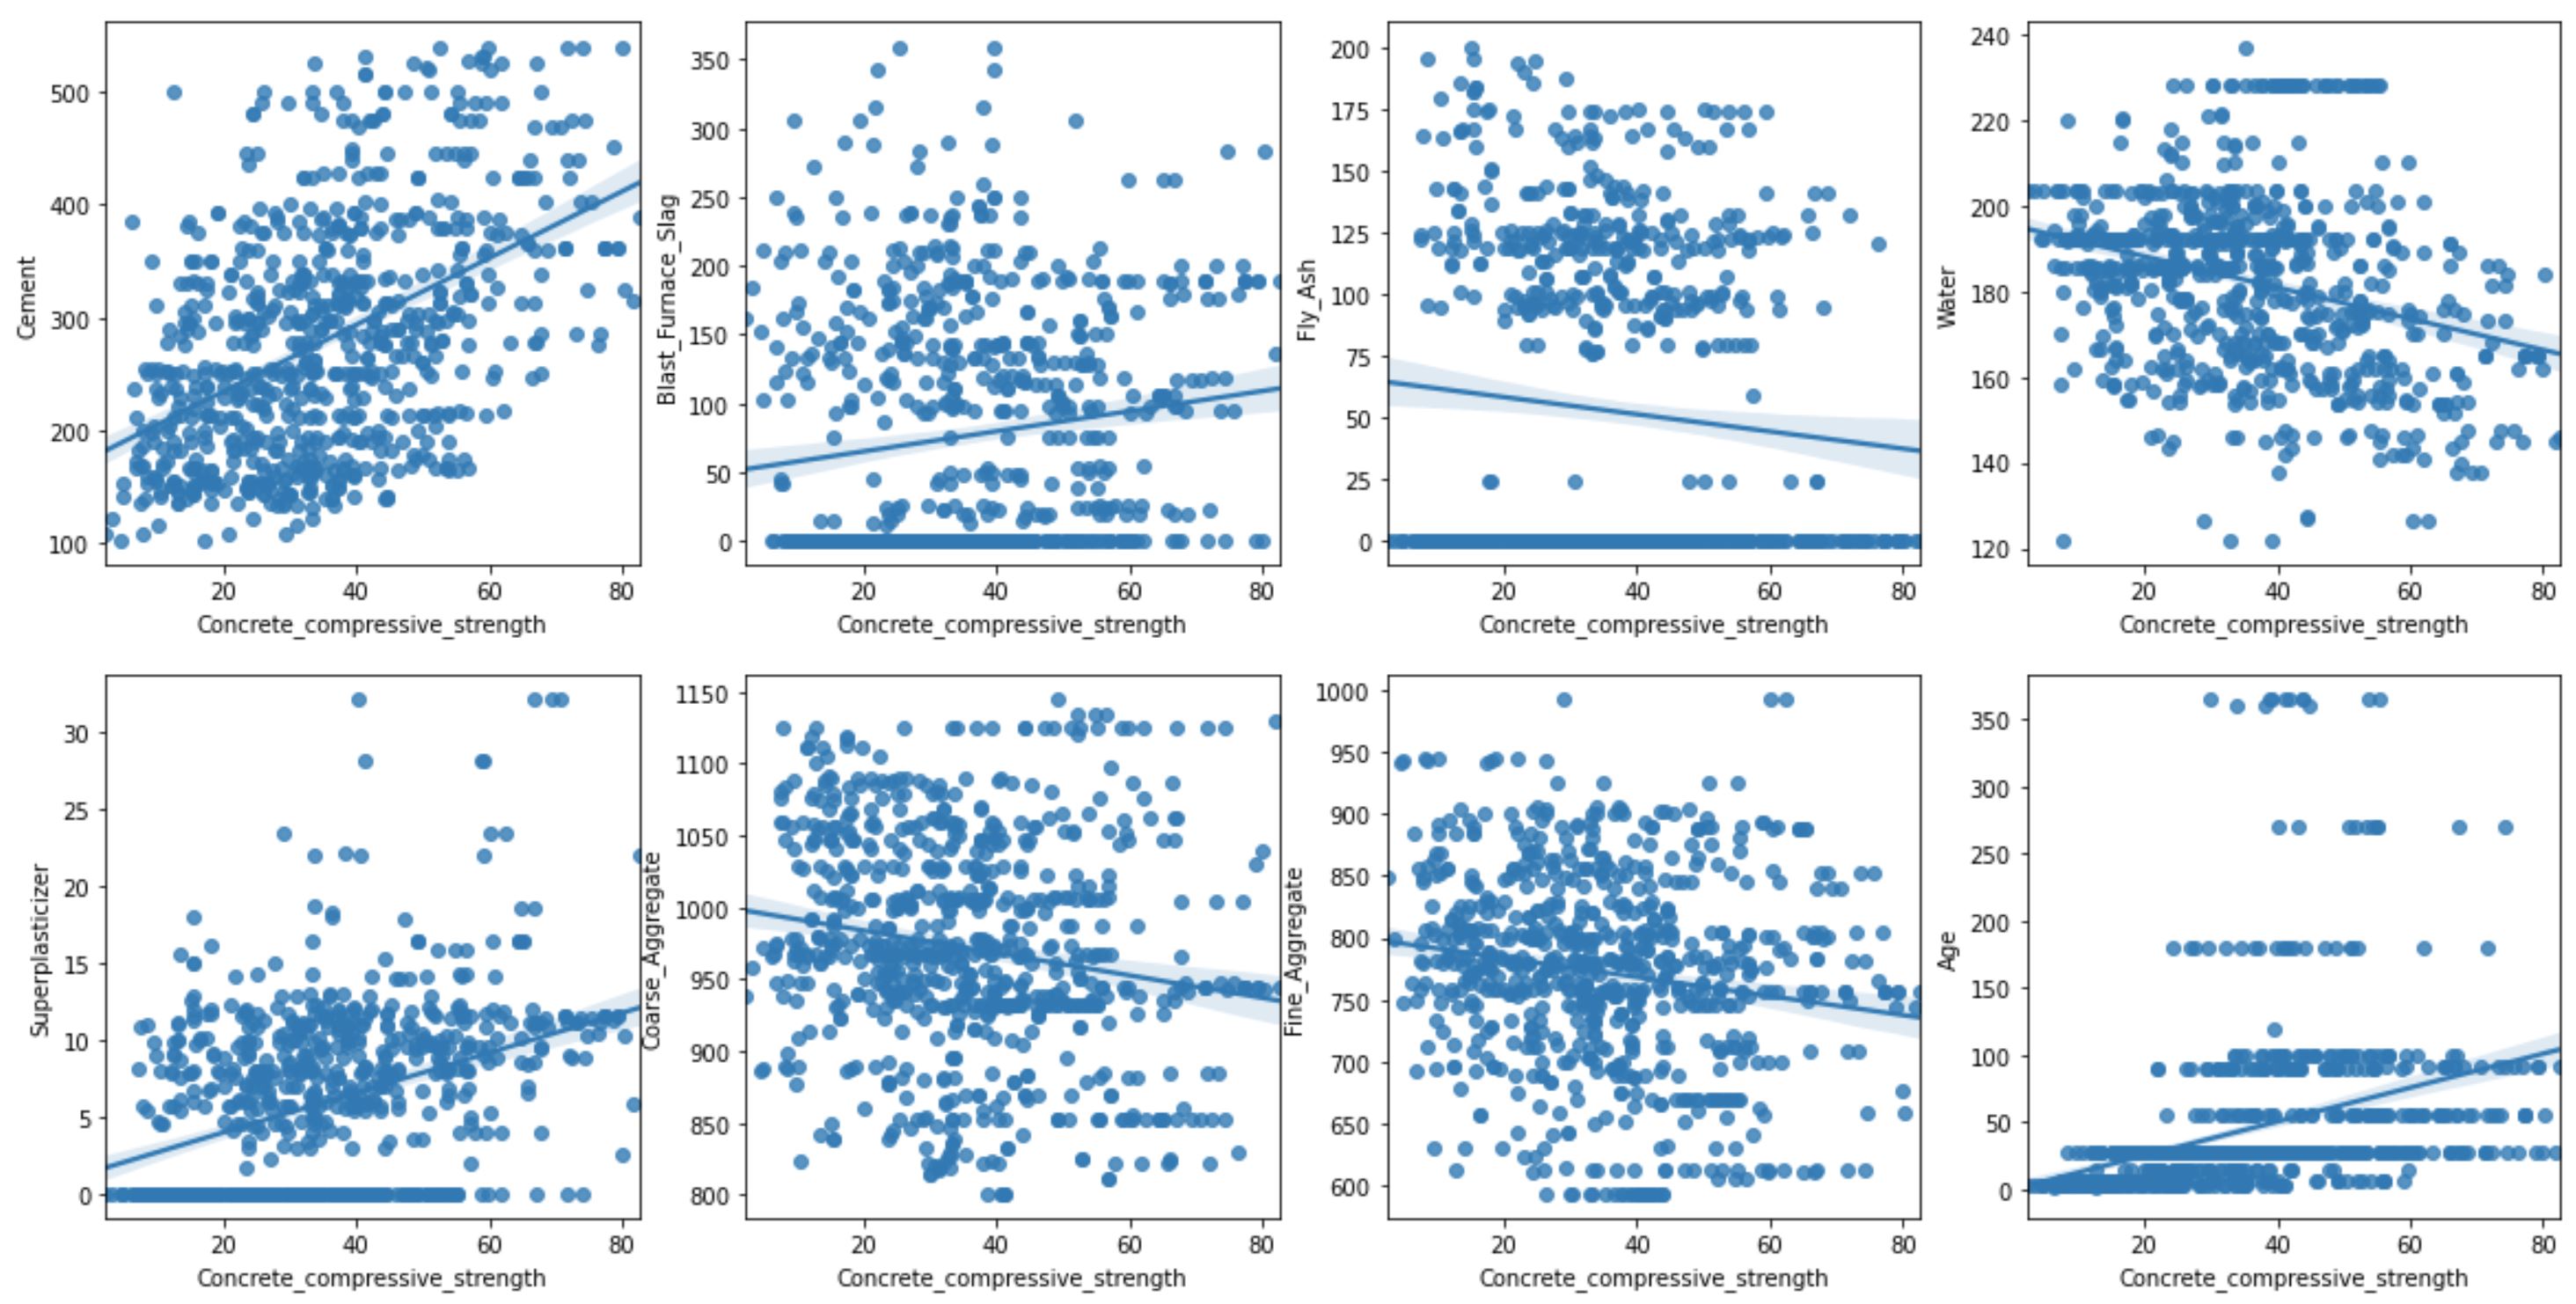 500
400
300
200
100
Cement
20 40 60 80
Concrete_compressive_strength
350
300
250
200
150
100
50
0
Blast_Furnace_Slag
20 40 60 80
Concrete_compressive_strength
200
175
150
125
100
75
50
25
0
Fly_Ash
20 40 60 80
Concrete_compressive_strength
240
220
200
180
160
140
120
Water
20 40 60 80
Concrete_compressive_strength
30
25
20
15
10
5
0
Superplasticizer
20 40 60 80
Concrete_compressive_strength
1150
1100
1050
1000
950
900
850
800
Coarse_Aggregate
20 40 60 80
Concrete_compressive_strength
1000
950
900
850
800
750
700
650
600
Fine_Aggregate
20 40 60 80
Concrete_compressive_strength
350
300
250
200
150
100
50
0
Age
20 40 60 80
Concrete_compressive_strength